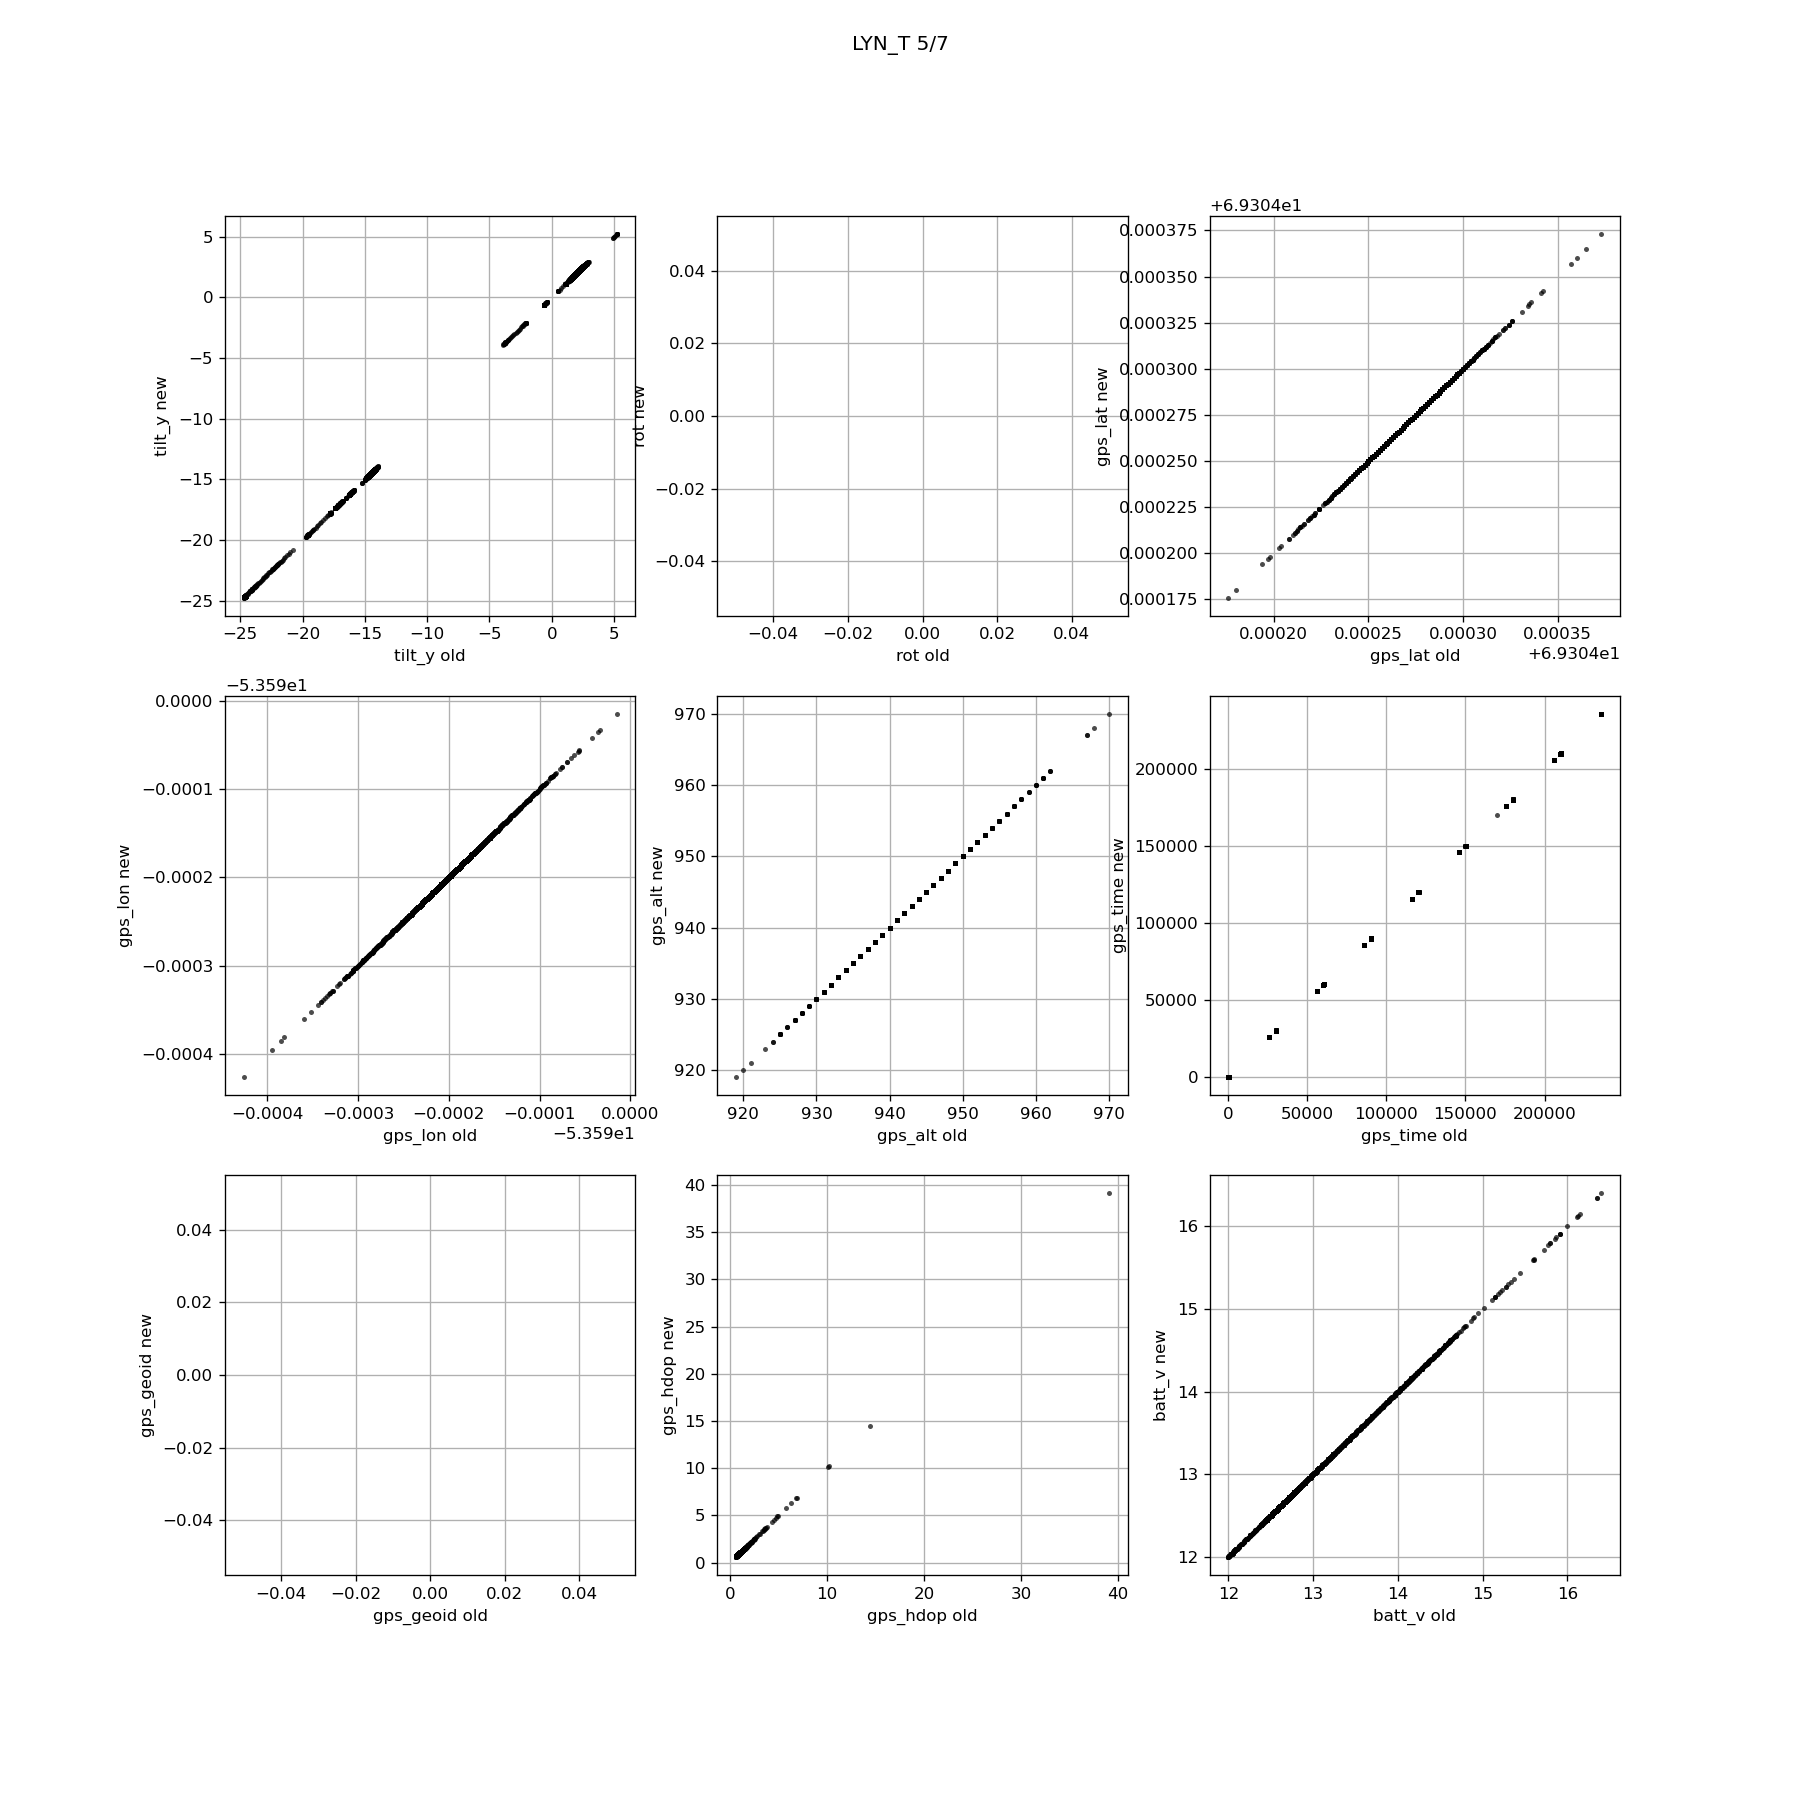 LYN_T 5/7
5
0
−5
−10
−15
−20
−25
tilt_y new
−25 −20 −15 −10 −5 0 5
tilt_y old
0.04
0.02
0.00
−0.02
−0.04
rot new
−0.04 −0.02 0.00 0.02 0.04
rot old
+6.9304e1
0.000375
0.000350
0.000325
0.000300
0.000275
0.000250
0.000225
0.000200
0.000175
gps_lat new
0.00020 0.00025 0.00030 0.00035
gps_lat old
+6.9304e1
−5.359e1
0.0000
−0.0001
−0.0002
−0.0003
−0.0004
gps_lon new
−0.0004 −0.0003 −0.0002 −0.0001 0.0000
gps_lon old
−5.359e1
970
960
950
940
930
920
gps_alt new
920 930 940 950 960 970
gps_alt old
200000
150000
100000
50000
0
gps_time new
0 50000 100000 150000 200000
gps_time old
0.04
0.02
0.00
−0.02
−0.04
gps_geoid new
−0.04 −0.02 0.00 0.02 0.04
gps_geoid old
40
35
30
25
20
15
10
5
0
gps_hdop new
0 10 20 30 40
gps_hdop old
16
15
14
13
12
batt_v new
12 13 14 15 16
batt_v old